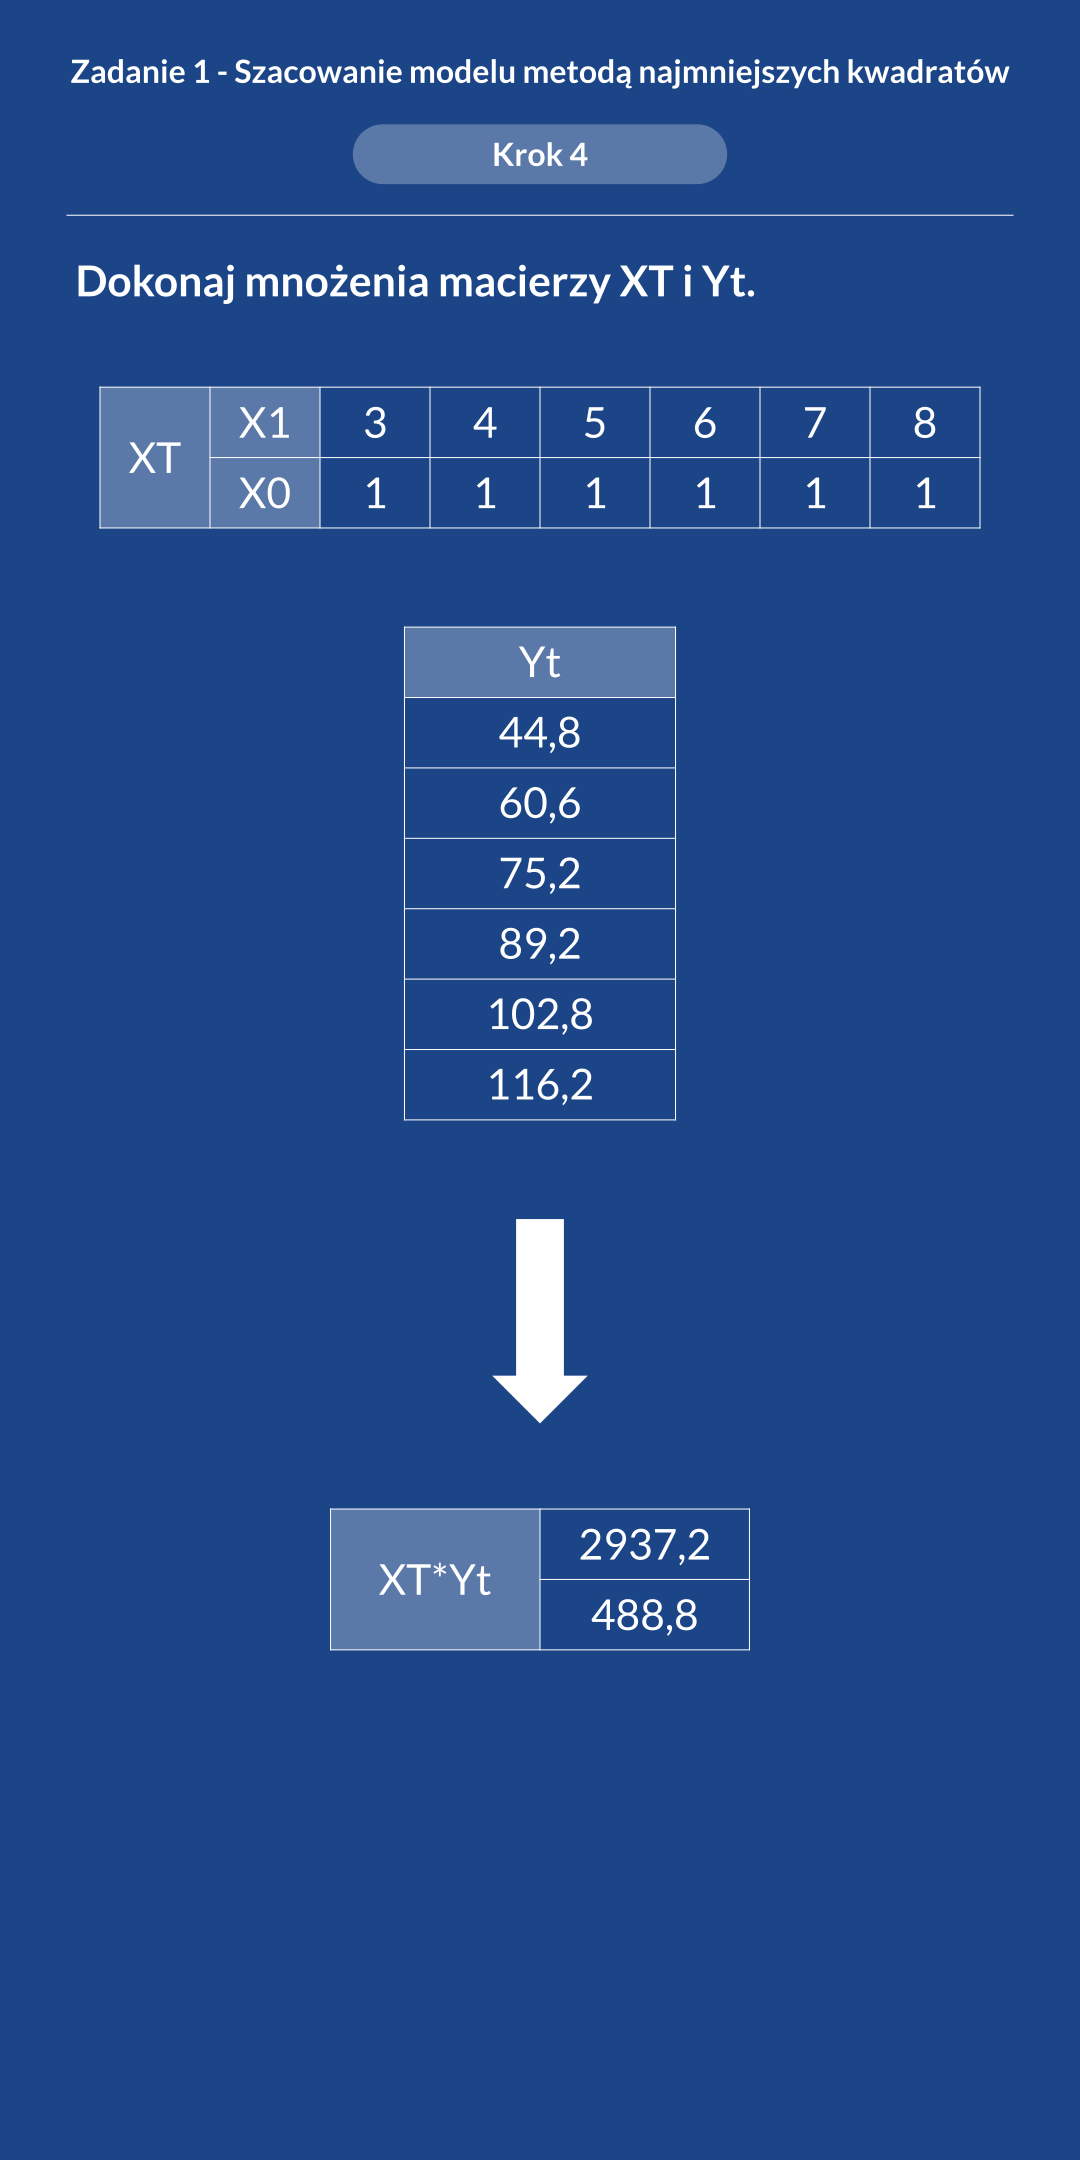 Zadanie 1 - Szacowanie modelu metodą najmniejszych kwadratów
Krok 4
Dokonaj mnożenia macierzy XT i Yt.
XT
X1 3 4 5 6 7 8
X0 1 1 1 1 1 1
Yt
44,8
60,6
75,2
89,2
102,8
116,2
XT*Yt
2937,2
488,8